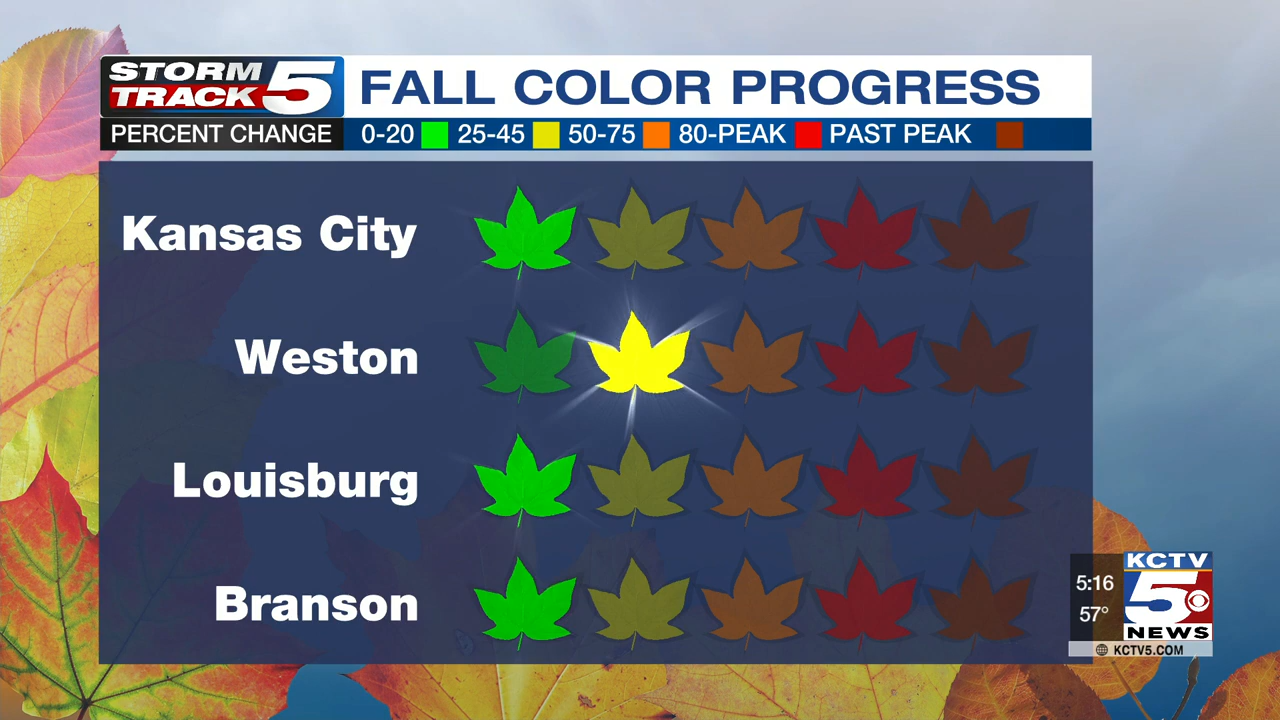 STORM TRACK 5
FALL COLOR PROGRESS
PERCENT CHANGE 0-20 25-45 50-75 80-PEAK PAST PEAK
Kansas City
Weston
Louisburg
Branson
5:16
57°
KCTV
5
NEWS
KCTV5.COM